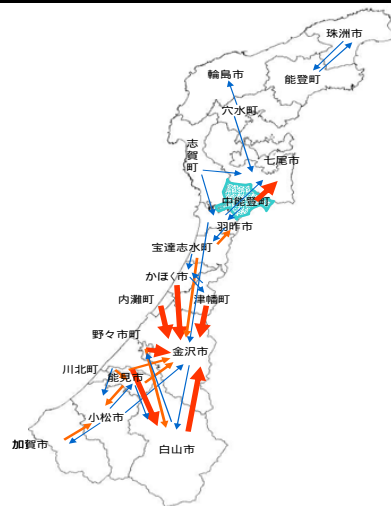 珠洲市
輪島市
能登町
穴水町
志賀町
七尾市
中能登町
羽咋市
宝達志水町
かほく市
内灘町
津幡町
野々市町
金沢市
川北町
能見市
小松市
加賀市
白山市